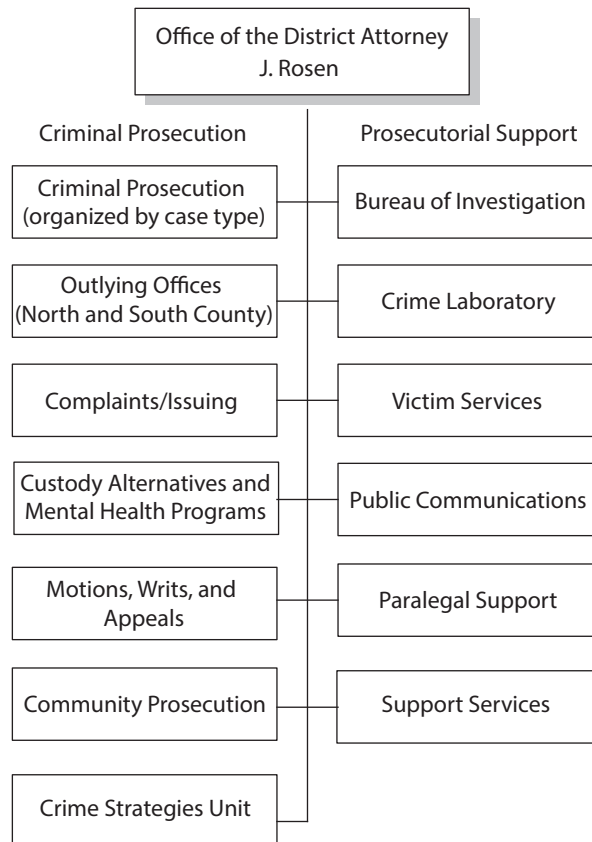 Office of the District Attorney
J. Rosen
Criminal Prosecution
Prosecutorial Support
Criminal Prosecution
(organized by case type)
Bureau of Investigation
Outlying Offices
(North and South County)
Crime Laboratory
Complaints/Issuing
Victim Services
Custody Alternatives and
Mental Health Programs
Public Communications
Motions, Writs, and
Appeals
Paralegal Support
Community Prosecution
Support Services
Crime Strategies Unit